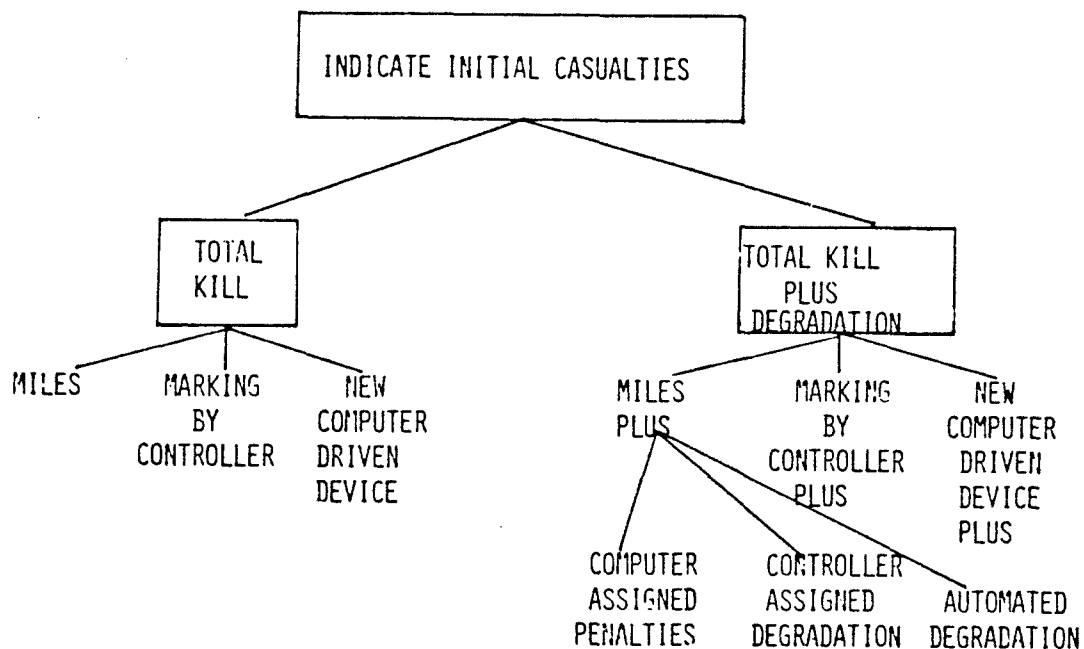 INDICATE INITIAL CASUALTIES
TOTAL
KILL
TOTAL KILL
PLUS
DEGRADATION
MILES
MARKING
BY
CONTROLLER
NEW
COMPUTER
DRIVEN
DEVICE
MILES
PLUS
MARKING
BY
CONTROLLER
PLUS
NEW
COMPUTER
DRIVEN
DEVICE
PLUS
COMPUTER
ASSIGNED
PENALTIES
CONTROLLER
ASSIGNED
DEGRADATION
AUTOMATED
DEGRADATION